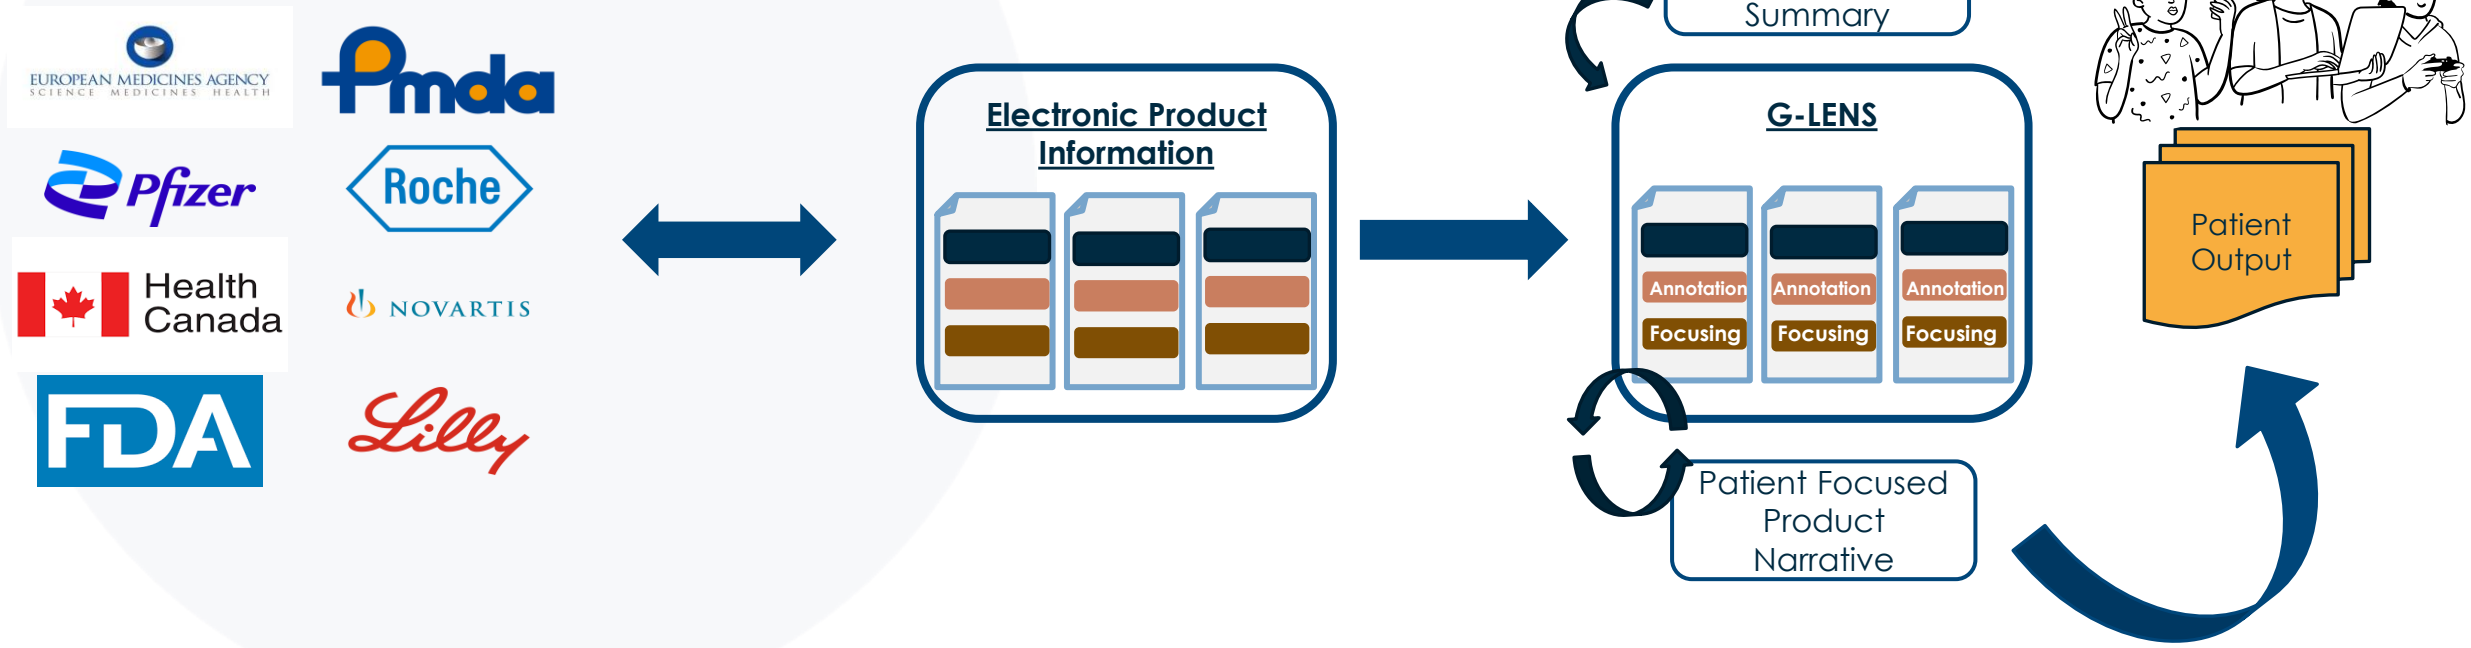 EUROPEAN MEDICINES AGENCY
SCIENCE MEDICINES HEALTH
Pmda
Pfizer
Roche
Health
Canada
NOVARTIS
FDA
Lilly
Electronic Product
Information
Summary
G-LENS
Annotation
Annotation
Annotation
Focusing
Focusing
Focusing
Patient Focused
Product
Narrative
Patient
Output